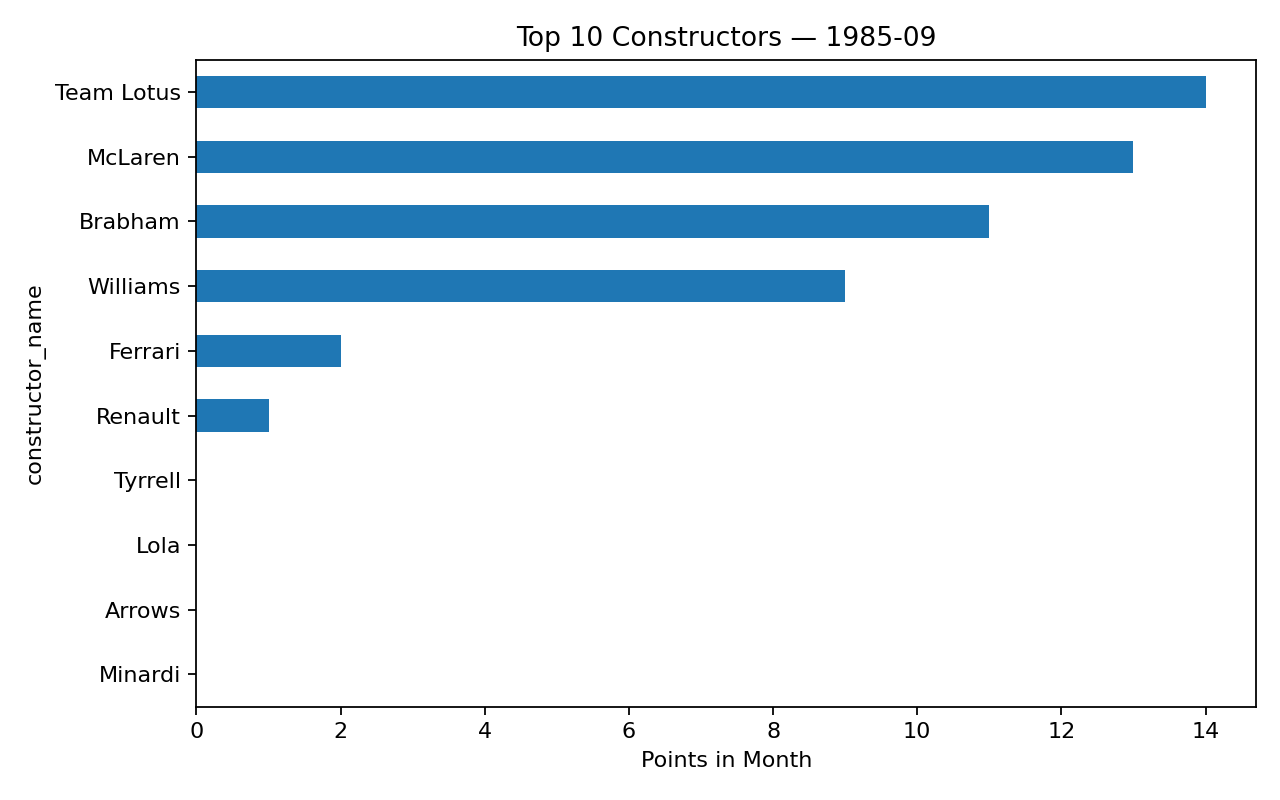 Top 10 Constructors — 1985-09
Team Lotus
McLaren
Brabham
Williams
Ferrari
Renault
Tyrrell
Lola
Arrows
Minardi
constructor_name
0 2 4 6 8 10 12 14
Points in Month